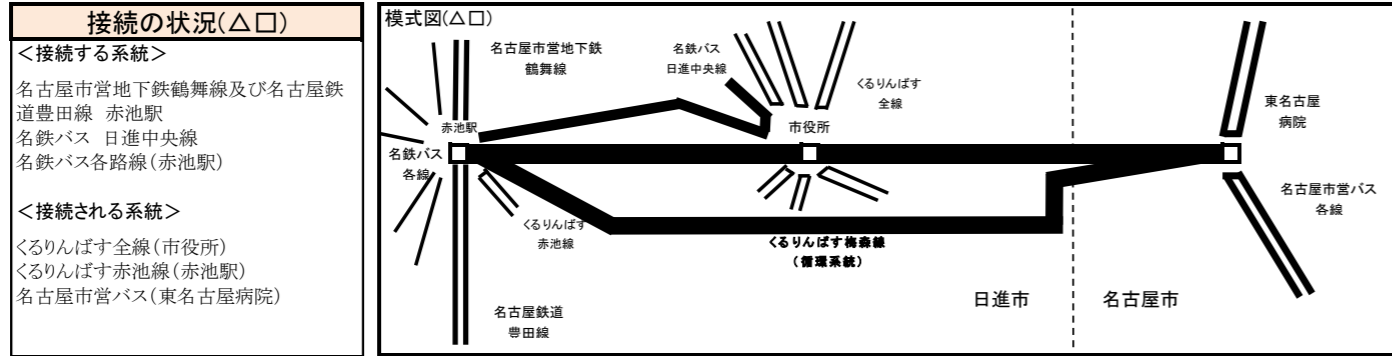 接続の状況(△□)
<接続する系統>
名古屋市営地下鉄鶴舞線及び名古屋鉄
道豊田線 赤池駅
名鉄バス 日進中央線
名鉄バス各路線(赤池駅)
<接続される系統>
くるりんばす全線(市役所)
くるりんばす赤池線(赤池駅)
名古屋市営バス(東名古屋病院)
模式図(△□)
名古屋市営地下鉄
鶴舞線
名鉄バス
日進中央線
くるりんばす
全線
東名古屋
病院
赤池駅
市役所
名鉄バス
各線
名古屋市営バス
各線
くるりんばす
赤池線
くるりんばす梅森線
(循環系統)
日進市
名古屋市
名古屋鉄道
豊田線